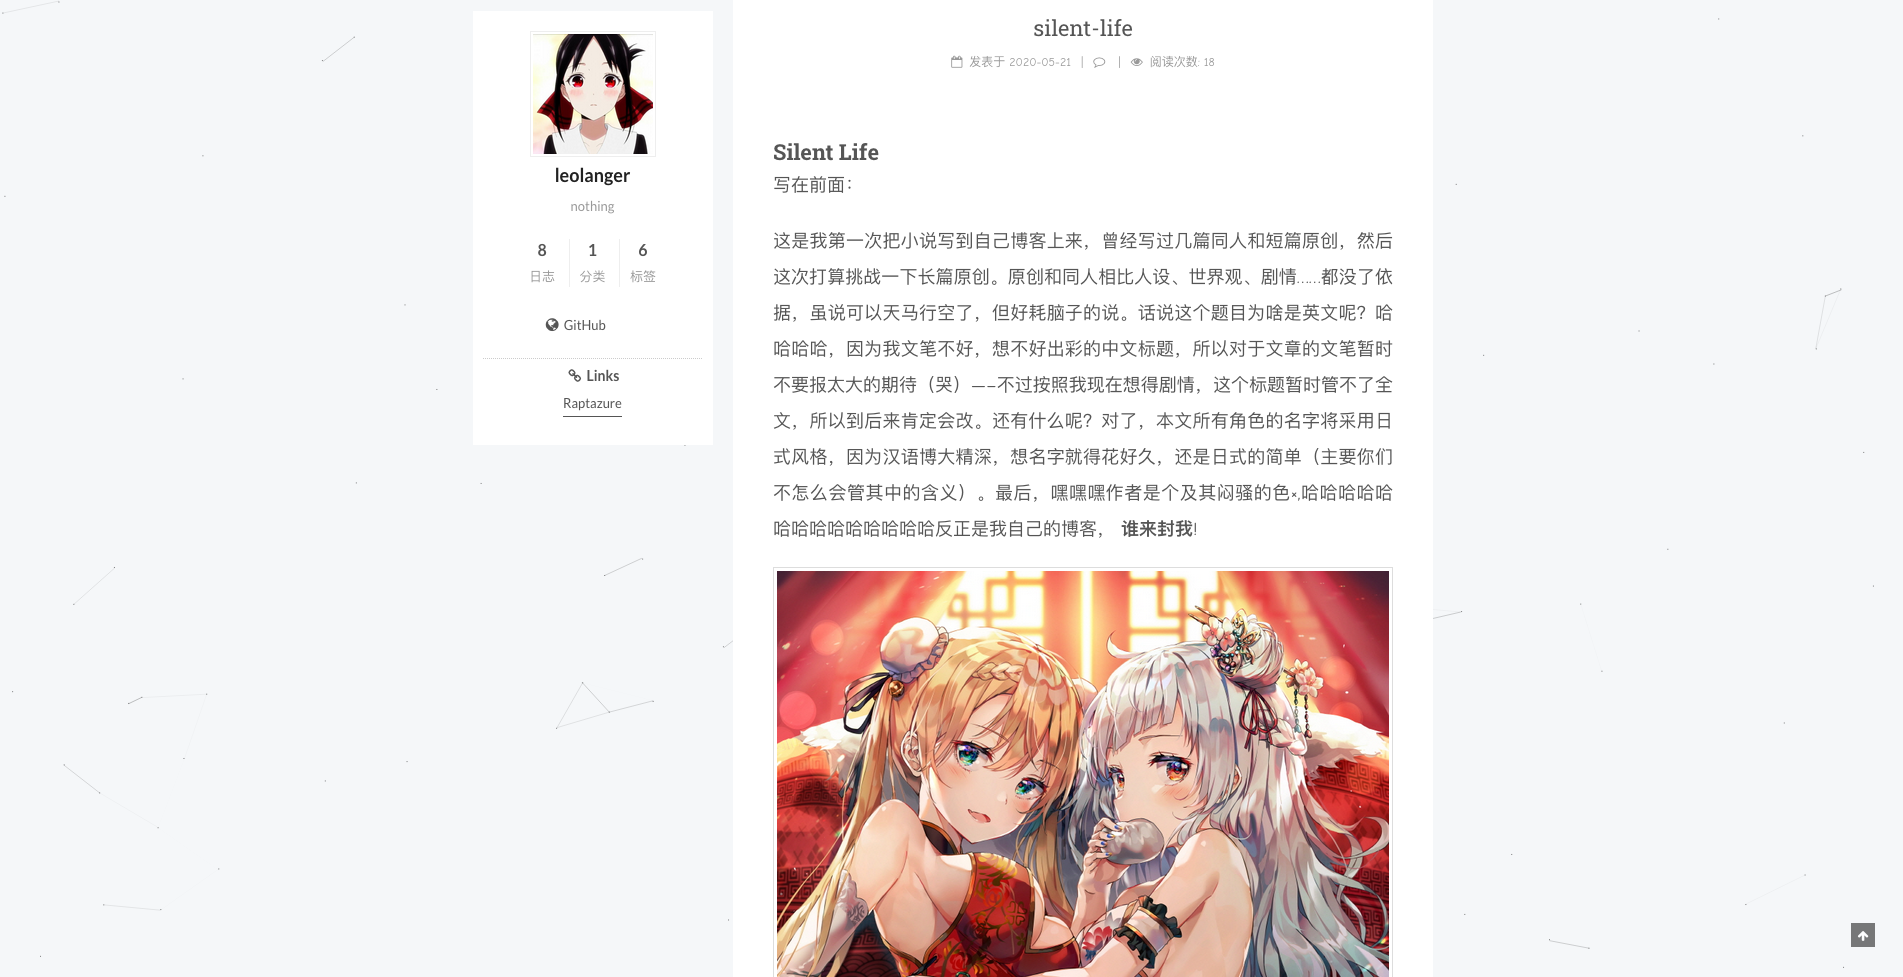 leolanger
nothing
8
日志
1
分类
6
标签
GitHub
Links
Raptazure
silent-life
发表于 2020-05-21 | | 阅读次数: 18
Silent Life
写在前面：
这是我第一次把小说写到自己博客上来，曾经写过几篇同人和短篇原创，然后
这次打算挑战一下长篇原创。原创和同人相比人设、世界观、剧情……都没了依
据，虽说可以天马行空了，但好耗脑子的说。话说这个题目为啥是英文呢？哈
哈哈哈，因为我文笔不好，想不好出彩的中文标题，所以对于文章的文笔暂时
不要报太大的期待（哭）—–不过按照我现在想得剧情，这个标题暂时管不了全
文，所以到后来肯定会改。还有什么呢？对了，本文所有角色的名字将采用日
式风格，因为汉语博大精深，想名字就得花好久，还是日式的简单（主要你们
不怎么会管其中的含义）。最后，嘿嘿嘿作者是个及其闷骚的色×,哈哈哈哈哈
哈哈哈哈哈哈哈哈哈反正是我自己的博客， 谁来封我!